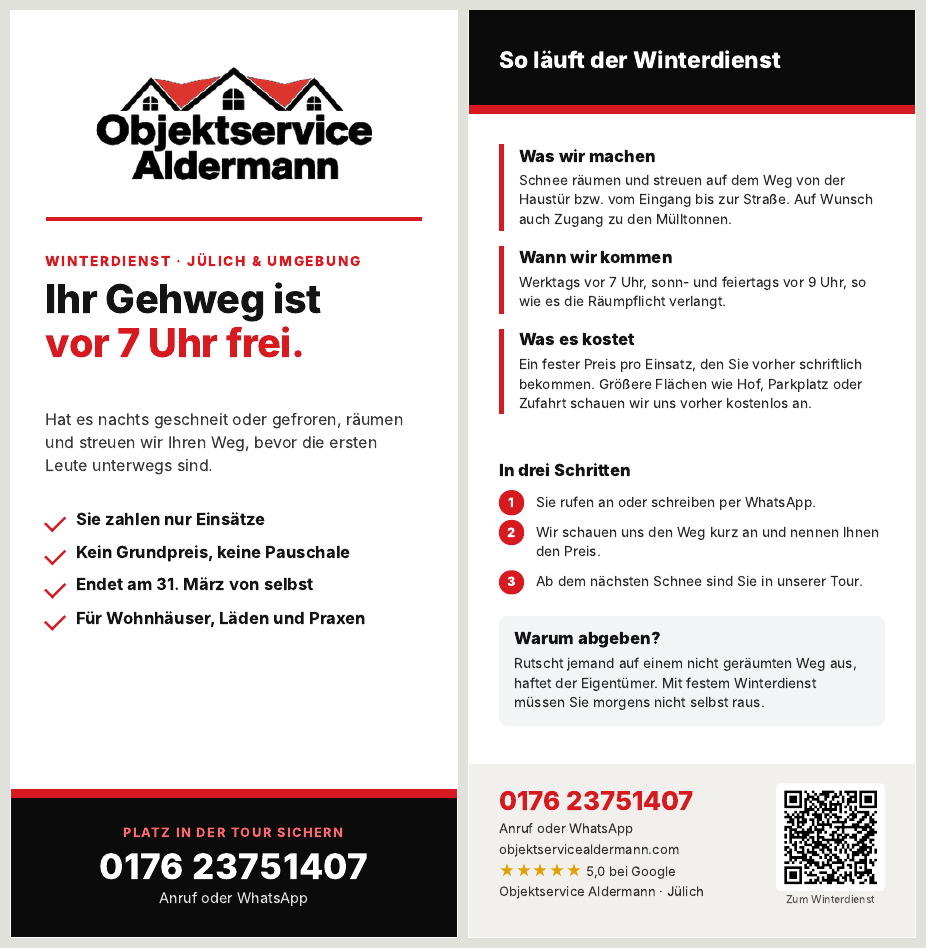 Objektservice
Aldermann
WINTERDIENST · JÜLICH & UMGEBUNG
Ihr Gehweg ist
vor 7 Uhr frei.
Hat es nachts geschneit oder gefroren, räumen
und streuen wir Ihren Weg, bevor die ersten
Leute unterwegs sind.
Sie zahlen nur Einsätze
Kein Grundpreis, keine Pauschale
Endet am 31. März von selbst
Für Wohnhäuser, Läden und Praxen
PLATZ IN DER TOUR SICHERN
0176 23751407
Anruf oder WhatsApp
So läuft der Winterdienst
Was wir machen
Schnee räumen und streuen auf dem Weg von der
Haustür bzw. vom Eingang bis zur Straße. Auf Wunsch
auch Zugang zu den Mülltonnen.
Wann wir kommen
Werktags vor 7 Uhr, sonn- und feiertags vor 9 Uhr, so
wie es die Räumpflicht verlangt.
Was es kostet
Ein fester Preis pro Einsatz, den Sie vorher schriftlich
bekommen. Größere Flächen wie Hof, Parkplatz oder
Zufahrt schauen wir uns vorher kostenlos an.
In drei Schritten
1 Sie rufen an oder schreiben per WhatsApp.
2 Wir schauen uns den Weg kurz an und nennen Ihnen
den Preis.
3 Ab dem nächsten Schnee sind Sie in unserer Tour.
Warum abgeben?
Rutscht jemand auf einem nicht geräumten Weg aus,
haftet der Eigentümer. Mit festem Winterdienst
müssen Sie morgens nicht selbst raus.
0176 23751407
Anruf oder WhatsApp
objektservicealdermann.com
★★★★★ 5,0 bei Google
Objektservice Aldermann · Jülich
Zum Winterdienst